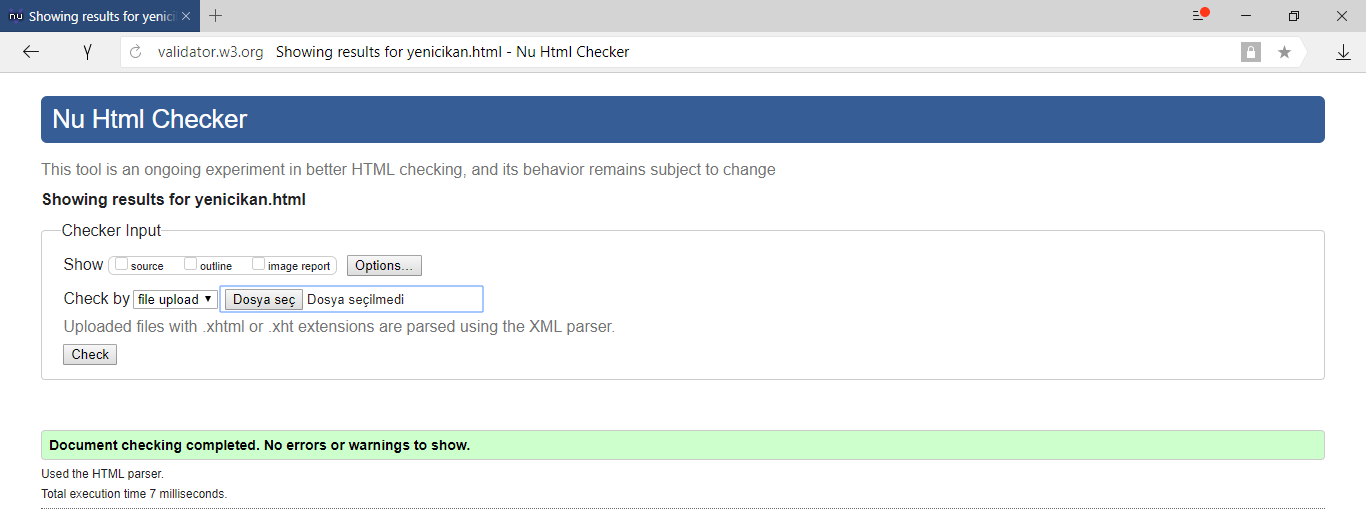 nu Showing results for yenici
validator.w3.org Showing results for yenicikan.html - Nu Html Checker
Nu Html Checker
This tool is an ongoing experiment in better HTML checking, and its behavior remains subject to change
Showing results for yenicikan.html
Checker Input
Show source outline image report Options...
Check by file upload Dosya seç Dosya seçilmedi
Uploaded files with .xhtml or .xht extensions are parsed using the XML parser.
Check
Document checking completed. No errors or warnings to show.
Used the HTML parser.
Total execution time 7 milliseconds.